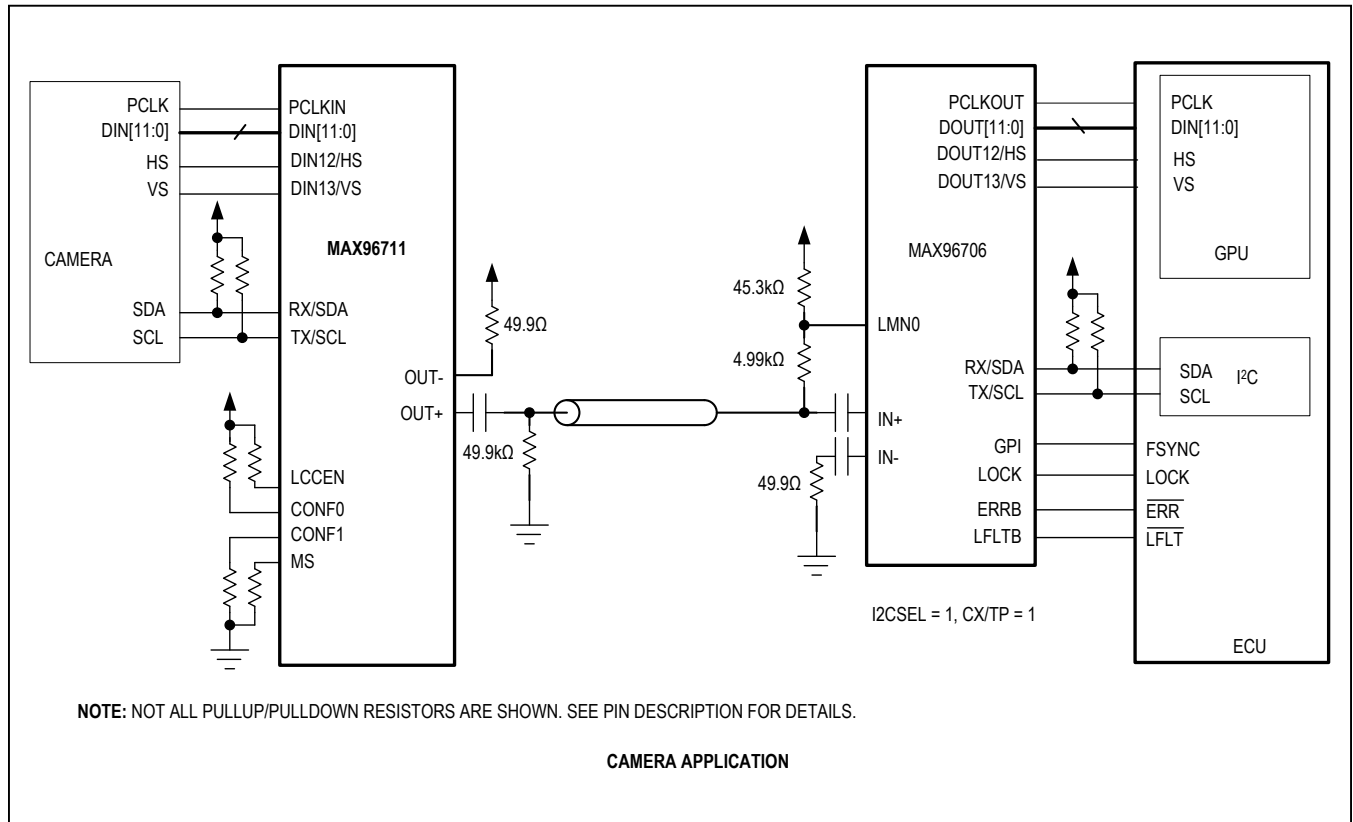 CAMERA
PCLK
DIN[11:0]
HS
VS
SDA
SCL
PCLKIN
DIN[11:0]
DIN12/HS
DIN13/VS
MAX96711
RX/SDA
TX/SCL
OUT-
OUT+
LCCEN
CONF0
CONF1
MS
49.9Ω
49.9kΩ
45.3kΩ
4.99kΩ
49.9Ω
PCLKOUT
DOUT[11:0]
DOUT12/HS
DOUT13/VS
MAX96706
LMN0
RX/SDA
TX/SCL
IN+
IN-
GPI
LOCK
ERRB
LFLTB
I2CSEL = 1, CX/TP = 1
PCLK
DIN[11:0]
HS
VS
GPU
SDA I²C
SCL
FSYNC
LOCK
ERR
LFLT
ECU
NOTE: NOT ALL PULLUP/PULLDOWN RESISTORS ARE SHOWN. SEE PIN DESCRIPTION FOR DETAILS.
CAMERA APPLICATION